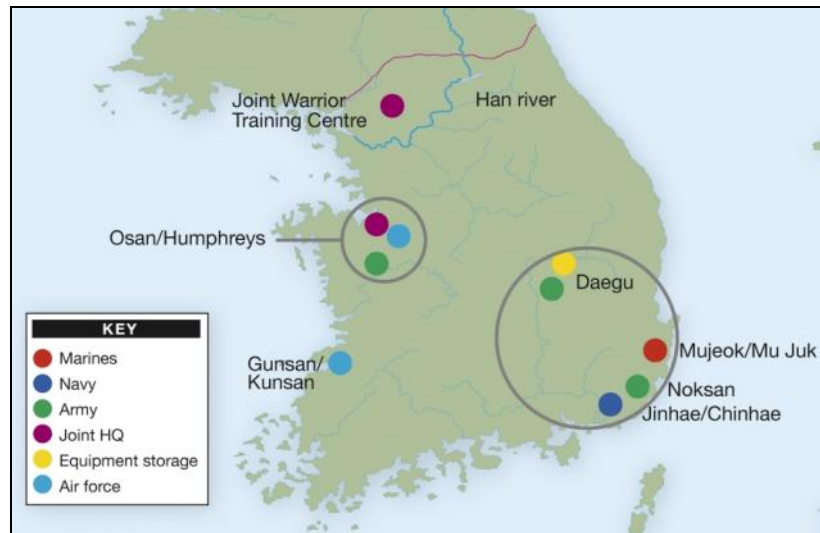 Joint Warrior
Training Centre
Han river
Osan/Humphreys
Daegu
Gunsan/
Kunsan
Mujeok/Mu Juk
Noksan
Jinhae/Chinhae
KEY
Marines
Navy
Army
Joint HQ
Equipment storage
Air force